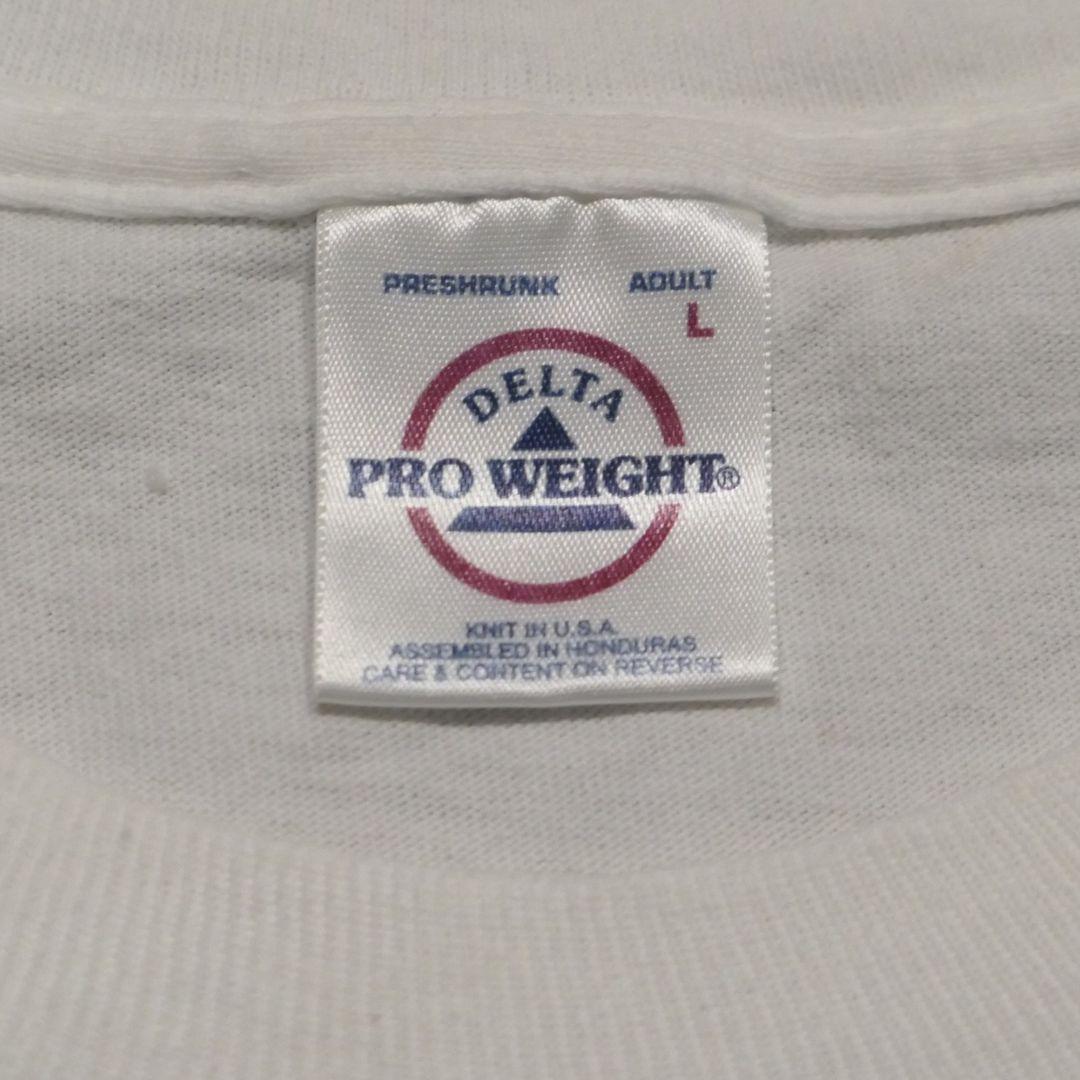 PRESHRUNK ADULT
L
DELTA
PRO WEIGHT®
KNIT IN U.S.A.
ASSEMBLED IN HONDURAS
CARE & CONTENT ON REVERSE